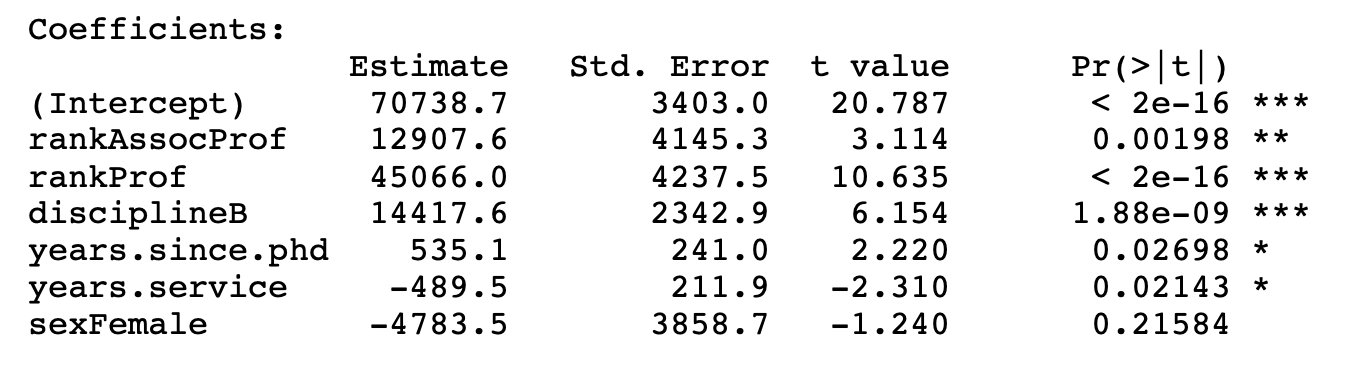 Coefficients:
Estimate Std. Error t value Pr(>|t|)
(Intercept) 70738.7 3403.0 20.787 < 2e-16 ***
rankAssocProf 12907.6 4145.3 3.114 0.00198 **
rankProf 45066.0 4237.5 10.635 < 2e-16 ***
disciplineB 14417.6 2342.9 6.154 1.88e-09 ***
years.since.phd 535.1 241.0 2.220 0.02698 *
years.service -489.5 211.9 -2.310 0.02143 *
sexFemale -4783.5 3858.7 -1.240 0.21584